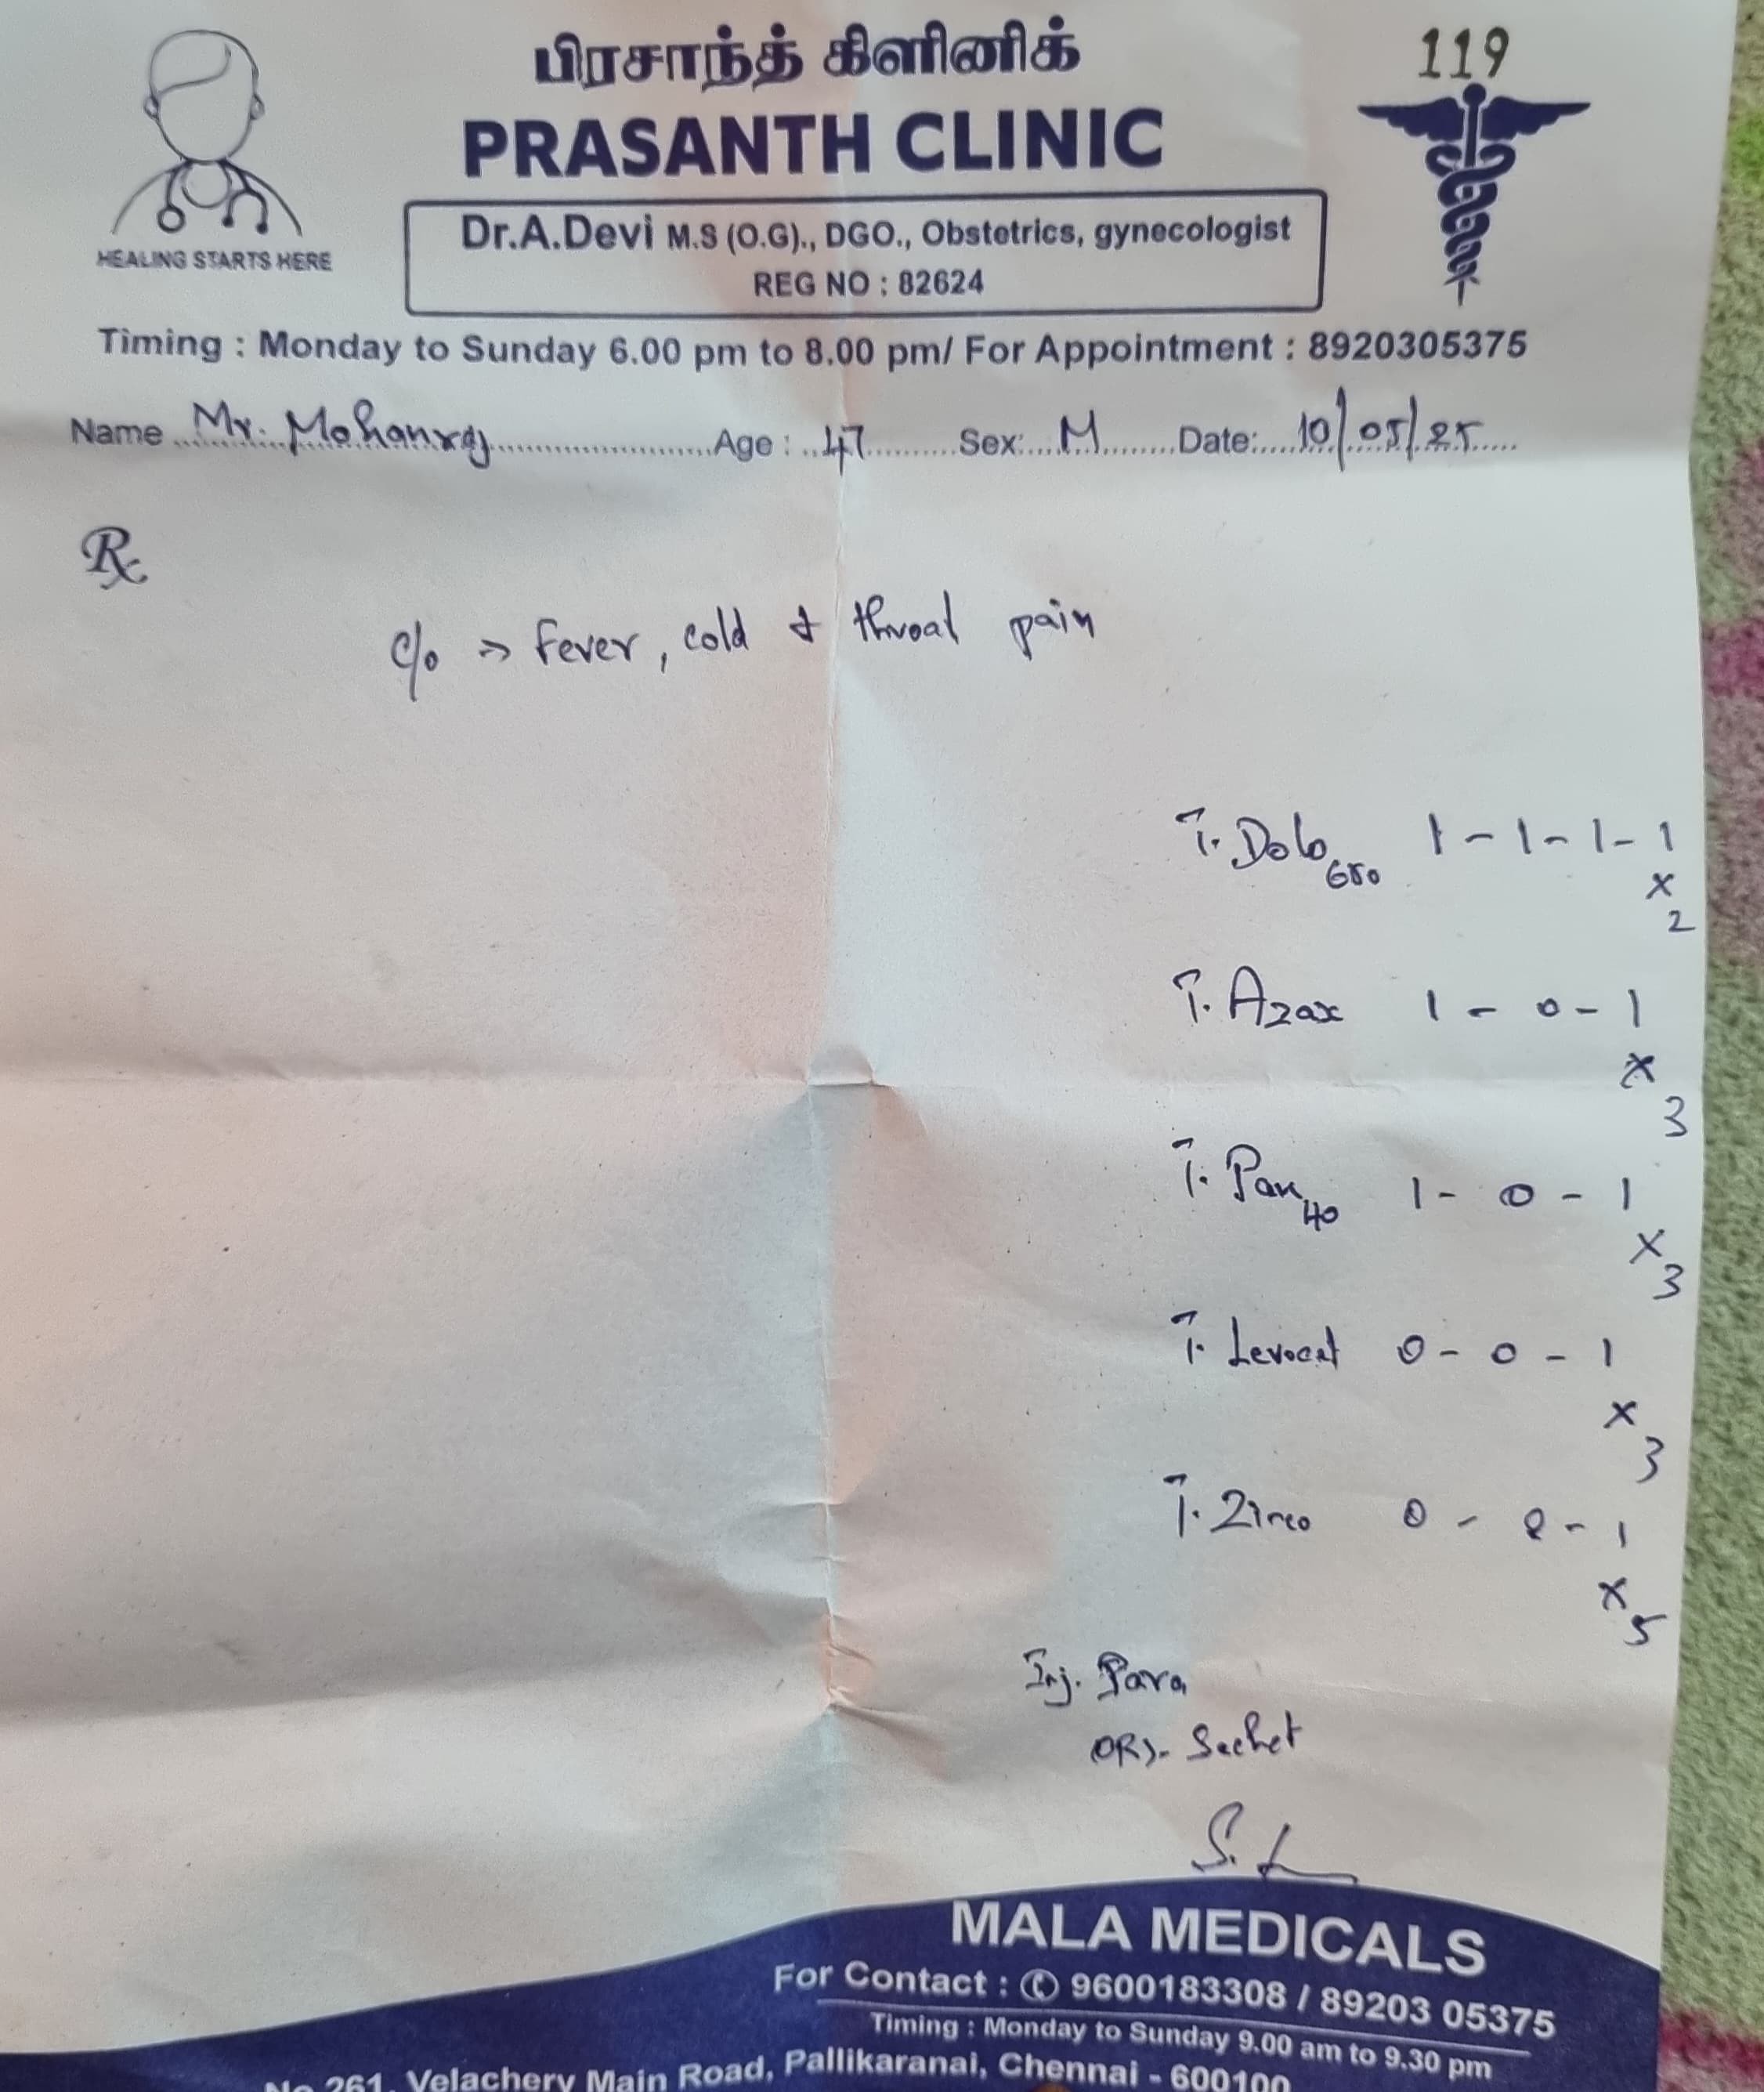 119
பிரசாந்த் கிளினிக்
PRASANTH CLINIC
HEALING STARTS HERE
Dr.A.Devi M.S (O.G)., DGO., Obstetrics, gynecologist
REG NO : 82624
Timing : Monday to Sunday 6.00 pm to 8.00 pm/ For Appointment : 8920305375
Name Mr. Mohanraj Age : 47 Sex: M Date: 10/05/25
Rx
c/o => Fever, cold & throat pain
T. Dolo 650 1 - 1 - 1 - 1
x
2
T. Azax 1 - 0 - 1
x
3
T. Pan 40 1 - 0 - 1
x
3
T. Levocet 0 - 0 - 1
x
3
T. 0 - 0 - 1
x
5
Inj. Para
ORS- Sachet
MALA MEDICALS
For Contact : 9600183308 / 89203 05375
Timing : Monday to Sunday 9.00 am to 9.30 pm
No 261, Velachery Main Road, Pallikaranai, Chennai - 600100